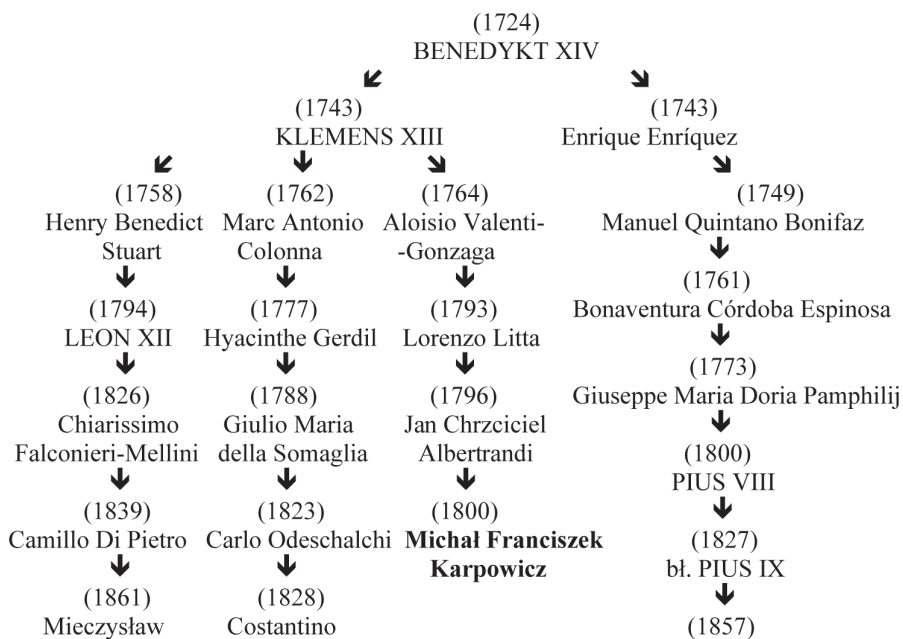 (1724)
BENEDYKT XIV
(1743)
KLEMENS XIII
(1743)
Enrique Enríquez
(1758)
Henry Benedict
Stuart
(1762)
Marc Antonio
Colonna
(1764)
Aloisio Valenti-
-Gonzaga
(1749)
Manuel Quintano Bonifaz
(1794)
LEON XII
(1777)
Hyacinthe Gerdil
(1793)
Lorenzo Litta
(1761)
Bonaventura Córdoba Espinosa
(1826)
Chiarissimo
Falconieri-Mellini
(1788)
Giulio Maria
della Somaglia
(1796)
Jan Chrzciciel
Albertrandi
(1773)
Giuseppe Maria Doria Pamphilij
(1839)
Camillo Di Pietro
(1823)
Carlo Odeschalchi
(1800)
Michał Franciszek
Karpowicz
(1800)
PIUS VIII
(1861)
Mieczysław
(1828)
Costantino
(1827)
bł. PIUS IX
(1857)